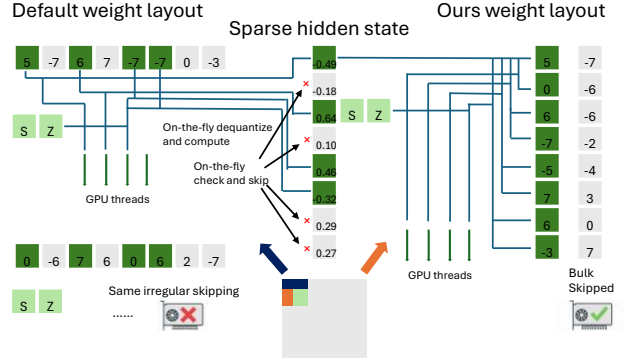 Default weight layout
Sparse hidden state
Ours weight layout
5 -7 6 7 -7 -7 0 -3
S Z
GPU threads
On-the-fly dequantize
and compute
On-the-fly
check and skip
-0.49
-0.18
0.64
0.10
0.46
-0.32
0.29
0.27
S Z
5 -7
0 -6
6 -6
-7 -2
-5 -4
7 3
6 0
-3 7
GPU threads
Bulk
Skipped
0 -6 7 6 0 6 2 -7
S Z
Same irregular skipping
......